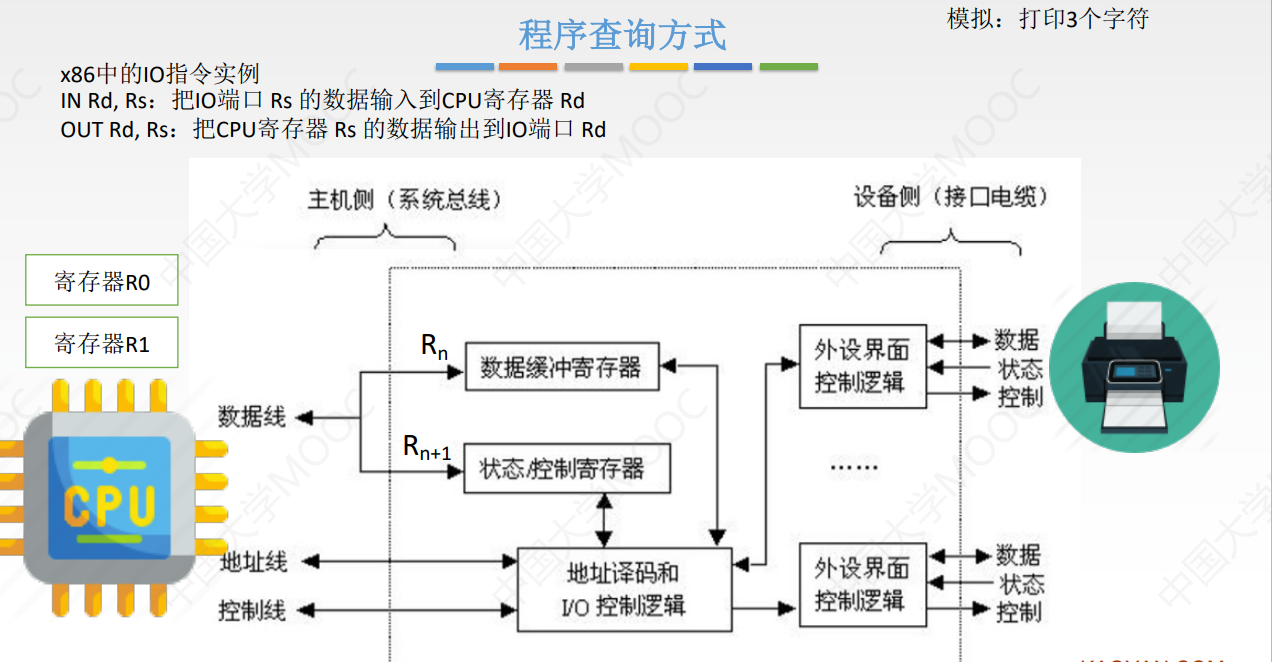 程序查询方式
模拟：打印3个字符
x86中的IO指令实例
IN Rd, Rs：把IO端口 Rs 的数据输入到CPU寄存器 Rd
OUT Rd, Rs：把CPU寄存器 Rs 的数据输出到IO端口 Rd
主机侧（系统总线）
设备侧（接口电缆）
寄存器R0
寄存器R1
CPU
数据线
地址线
控制线
Rn
数据缓冲寄存器
Rn+1
状态/控制寄存器
地址译码和
I/O 控制逻辑
外设界面
控制逻辑
数据
状态
控制
……
外设界面
控制逻辑
数据
状态
控制
中国大学MOOC